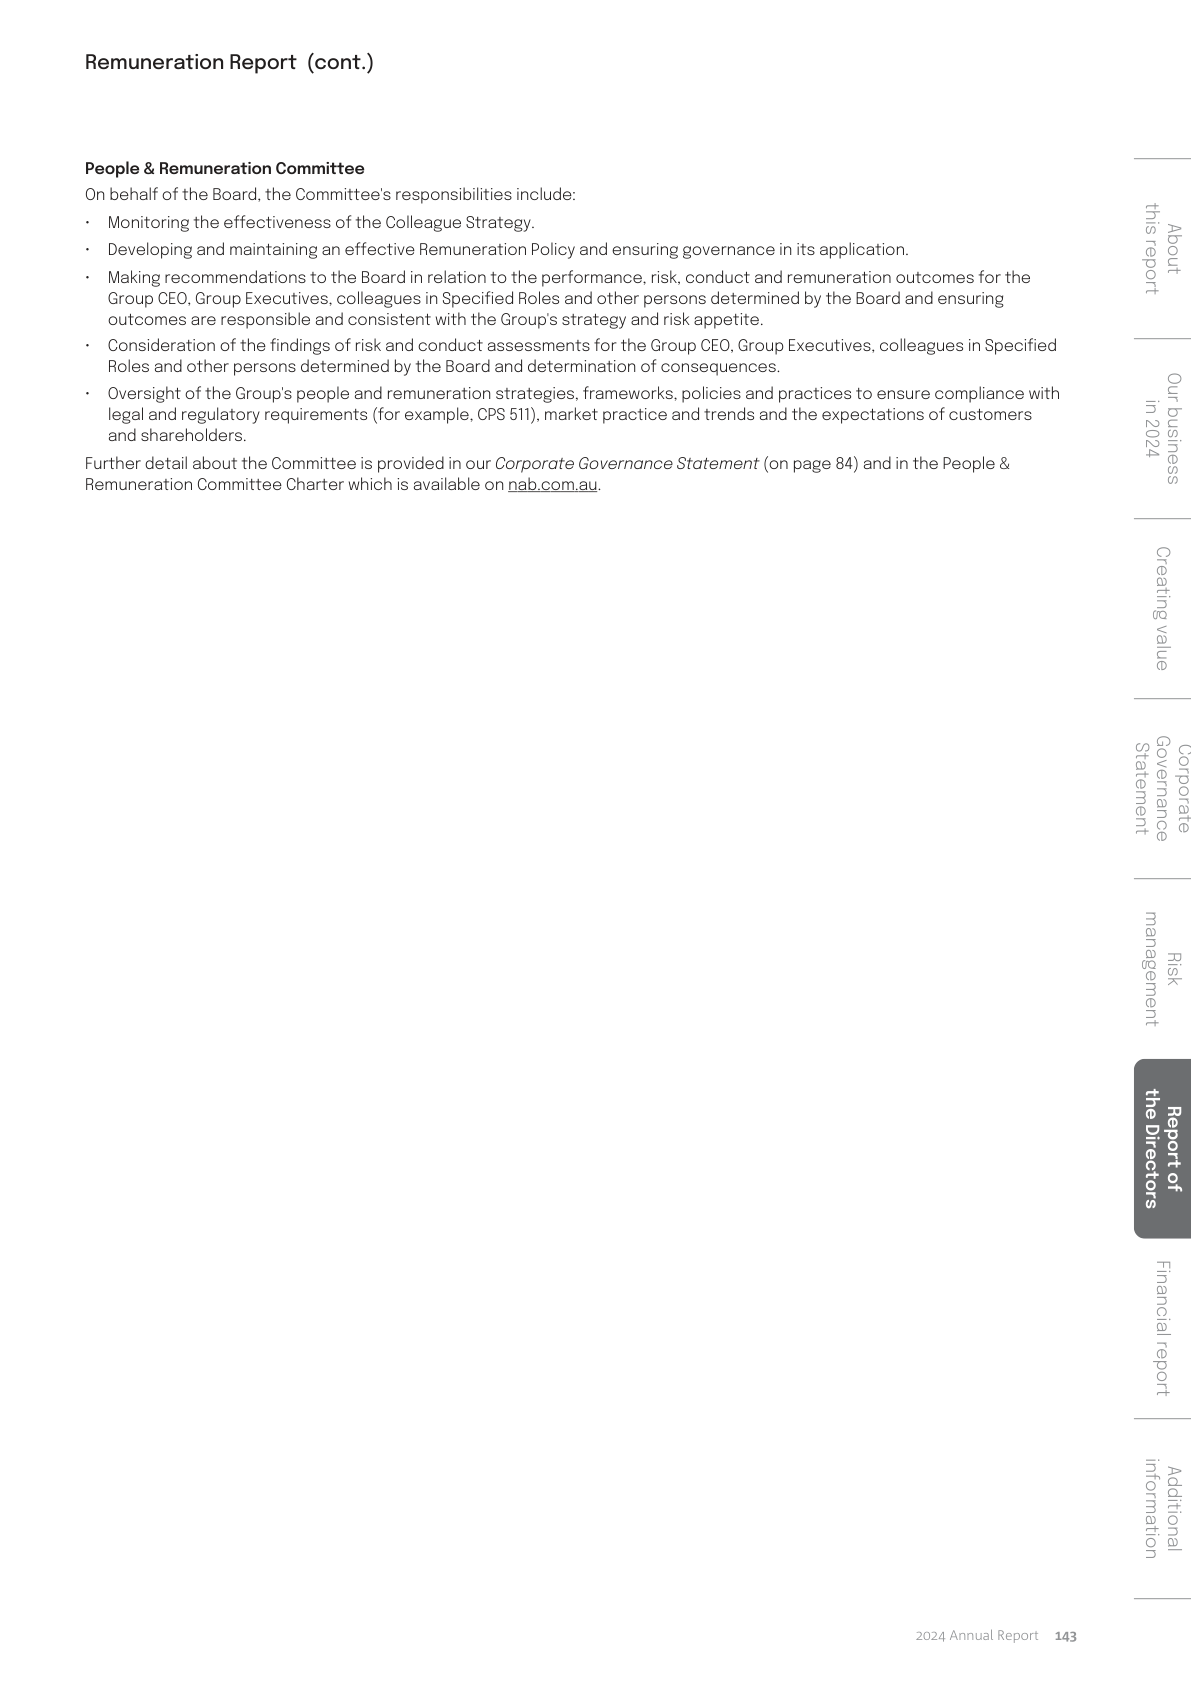 Remuneration Report (cont.)
People & Remuneration Committee
On behalf of the Board, the Committee's responsibilities include:
• Monitoring the effectiveness of the Colleague Strategy.
• Developing and maintaining an effective Remuneration Policy and ensuring governance in its application.
• Making recommendations to the Board in relation to the performance, risk, conduct and remuneration outcomes for the
Group CEO, Group Executives, colleagues in Specified Roles and other persons determined by the Board and ensuring
outcomes are responsible and consistent with the Group's strategy and risk appetite.
• Consideration of the findings of risk and conduct assessments for the Group CEO, Group Executives, colleagues in Specified
Roles and other persons determined by the Board and determination of consequences.
• Oversight of the Group's people and remuneration strategies, frameworks, policies and practices to ensure compliance with
legal and regulatory requirements (for example, CPS 511), market practice and trends and the expectations of customers
and shareholders.
Further detail about the Committee is provided in our Corporate Governance Statement (on page 84) and in the People &
Remuneration Committee Charter which is available on nab.com.au.
About
this report
Our business
in 2024
Creating value
Corporate
Governance
Statement
Risk
management
Report of
the Directors
Financial report
Additional
information
2024 Annual Report 143